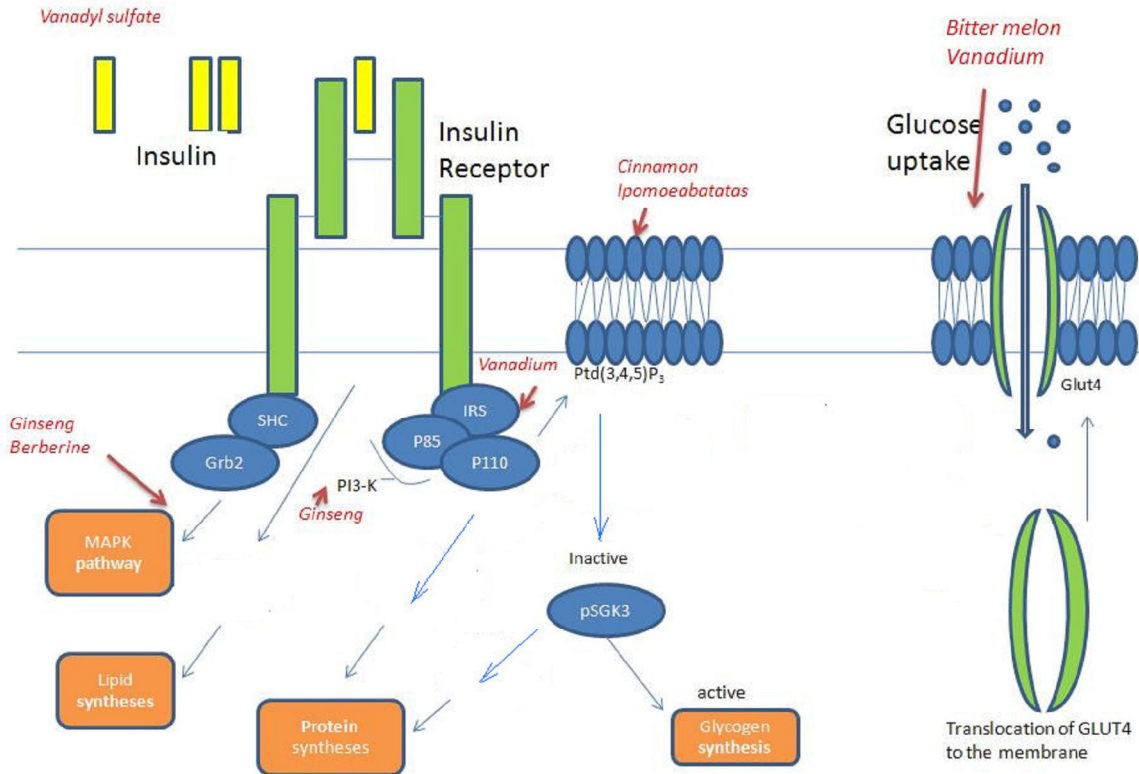 Vanadyl sulfate
Insulin
Insulin
Receptor
Bitter melon
Vanadium
Glucose
uptake
Cinnamon
Ipomoeabatatas
Vanadium
Ptd(3,4,5)P₃
Glut4
SHC
Grb2
IRS
P85
P110
PI3-K
Ginseng
Berberine
Ginseng
MAPK
pathway
Inactive
pSGK3
Lipid
syntheses
Protein
syntheses
active
Glycogen
synthesis
Translocation of GLUT4
to the membrane